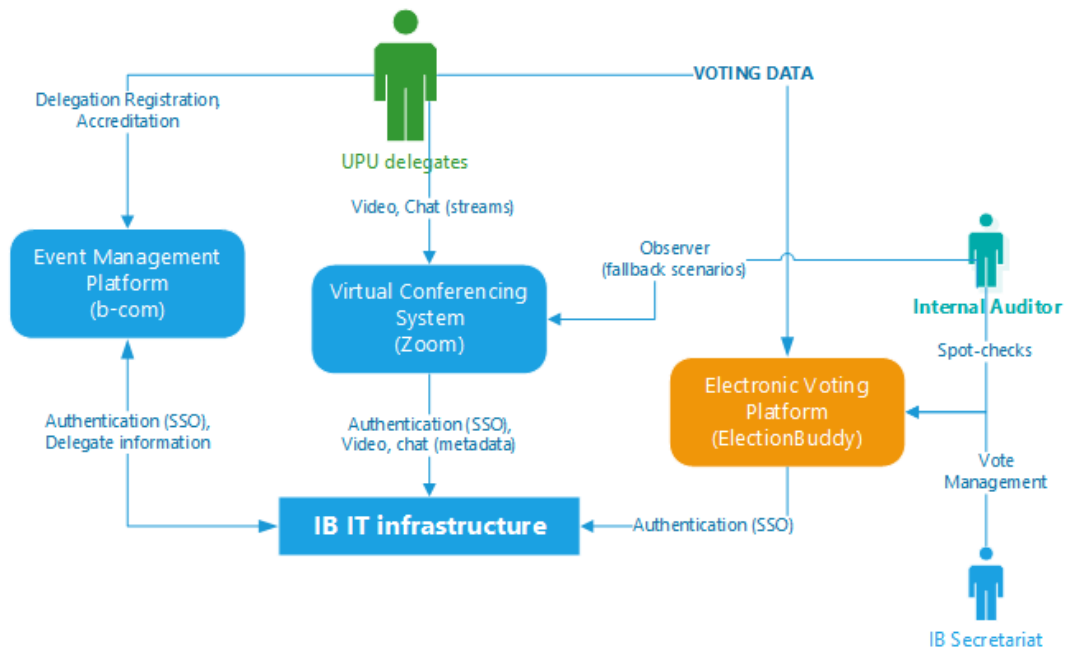 VOTING DATA
Delegation Registration,
Accreditation
UPU delegates
Video, Chat (streams)
Event Management
Platform
(b-com)
Observer
(fallback scenarios)
Virtual Conferencing
System
(Zoom)
Internal Auditor
Spot-checks
Electronic Voting
Platform
(ElectionBuddy)
Authentication (SSO),
Delegate information
Authentication (SSO),
Video, chat (metadata)
Vote
Management
IB IT infrastructure
Authentication (SSO)
IB Secretariat